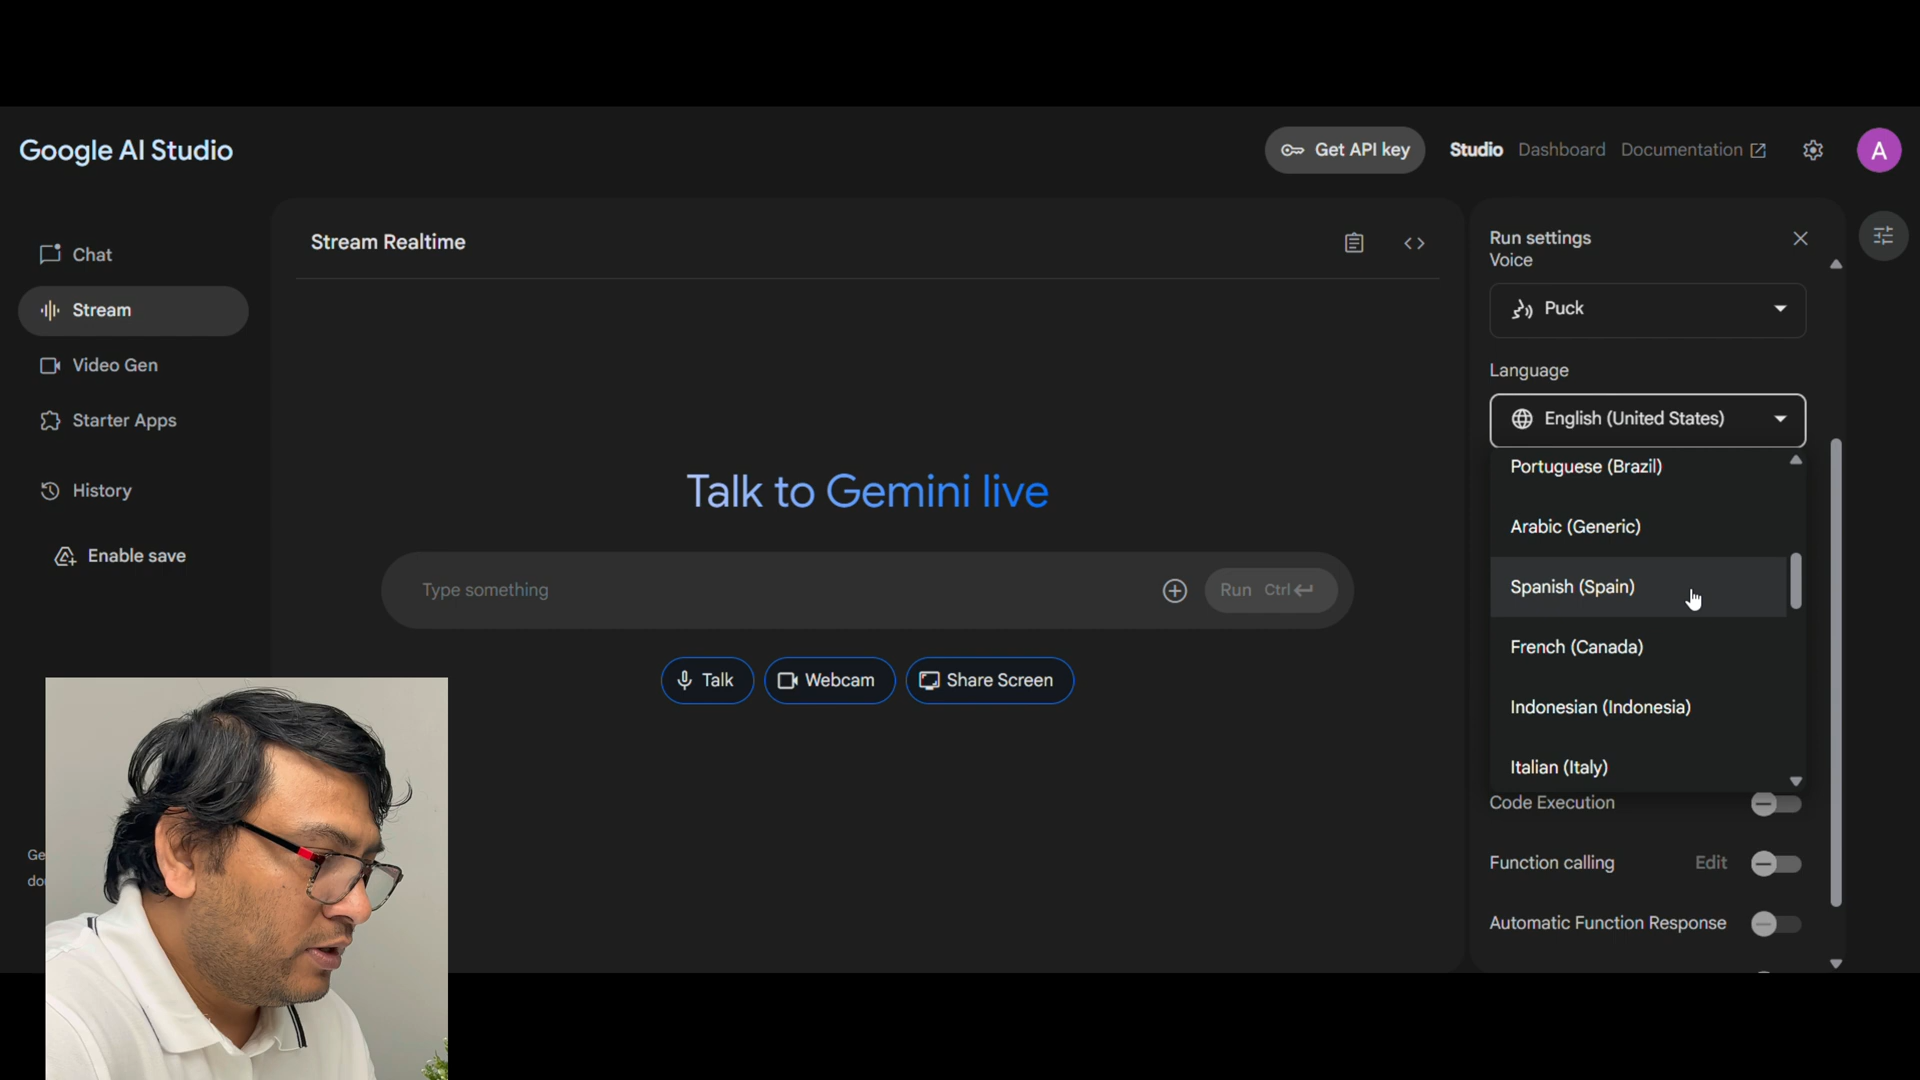 Google AI Studio
Get API key
Studio
Dashboard
Documentation
A
Chat
Stream
Video Gen
Starter Apps
History
Enable save
Stream Realtime
Talk to Gemini live
Type something
Run Ctrl
Talk
Webcam
Share Screen
Run settings
Voice
Puck
Language
English (United States)
Portuguese (Brazil)
Arabic (Generic)
Spanish (Spain)
French (Canada)
Indonesian (Indonesia)
Italian (Italy)
Code Execution
Function calling Edit
Automatic Function Response